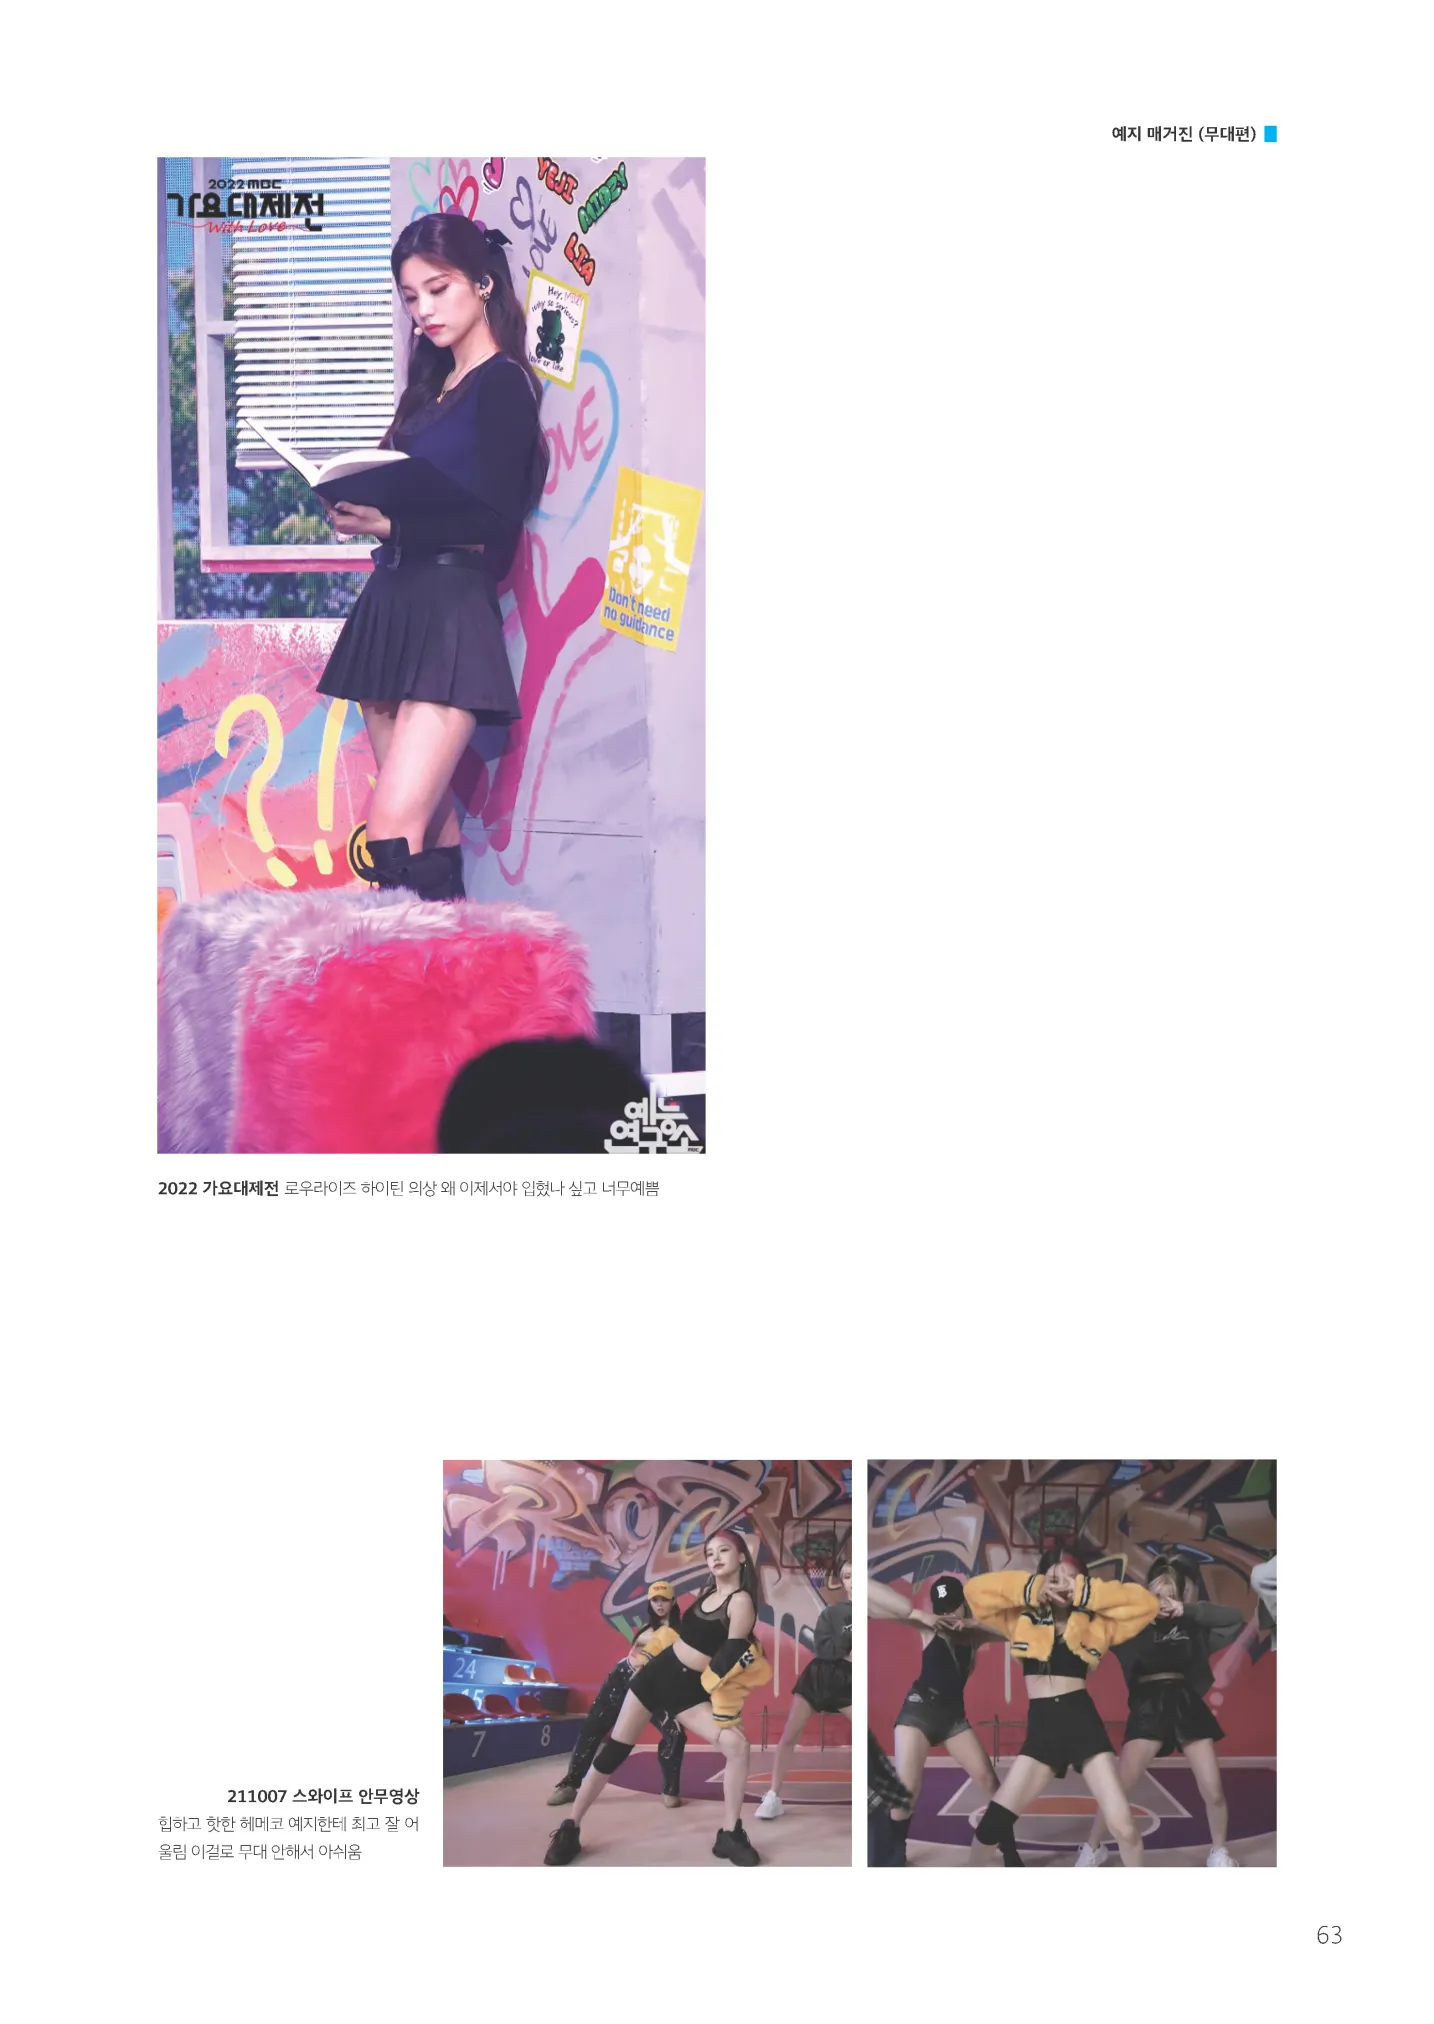 예지 매거진 (무대편)
2022 MBC
가요대제전
With Love
YEJI
MIDZY
LIA
LOVE
Hey,
why so serious?
love or like
LOVE
Don't need
no guidance
?!
예능
연구소
mbc
2022 가요대제전 로우라이즈 하이틴 의상 왜 이제서야 입혔나 싶고 너무예쁨
24
15
7
8
211007 스와이프 안무영상
힙하고 핫한 헤메코 예지한테 최고 잘 어
울림 이걸로 무대 안해서 아쉬움
63